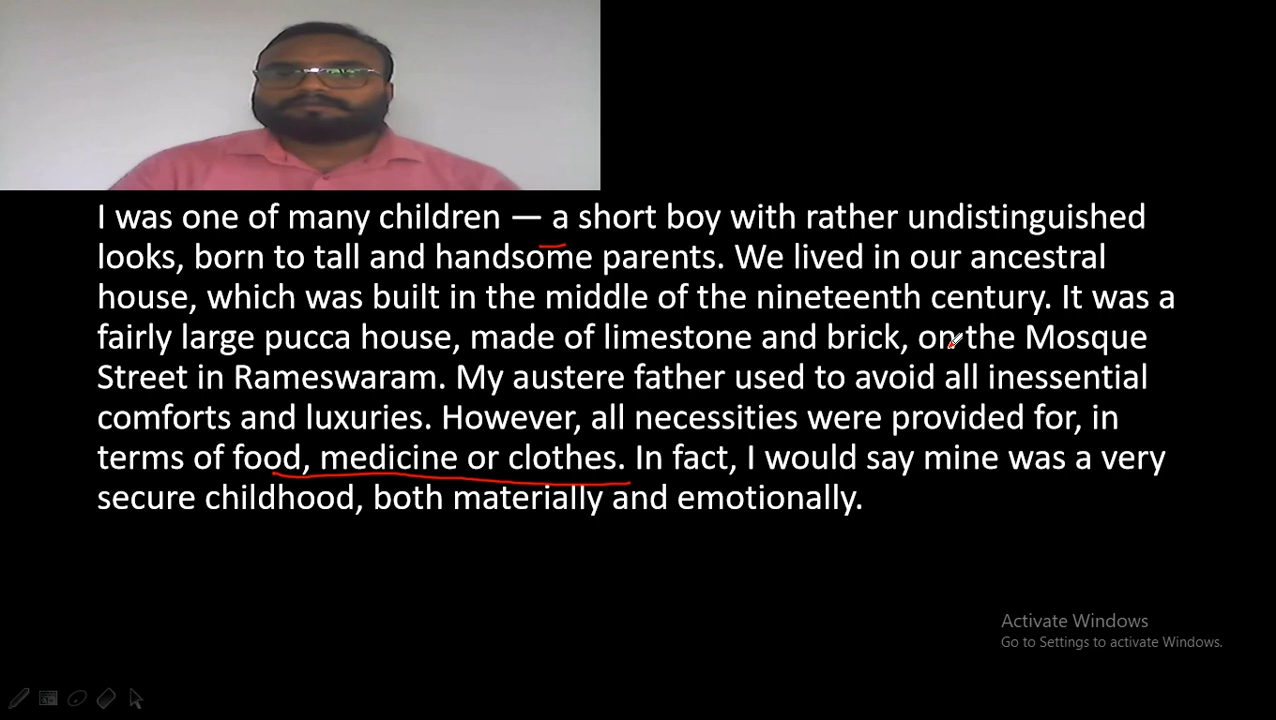 I was one of many children — a short boy with rather undistinguished
looks, born to tall and handsome parents. We lived in our ancestral
house, which was built in the middle of the nineteenth century. It was a
fairly large pucca house, made of limestone and brick, on the Mosque
Street in Rameswaram. My austere father used to avoid all inessential
comforts and luxuries. However, all necessities were provided for, in
terms of food, medicine or clothes. In fact, I would say mine was a very
secure childhood, both materially and emotionally.
Activate Windows
Go to Settings to activate Windows.